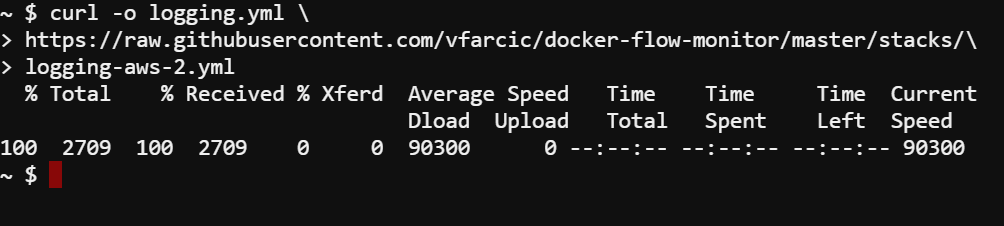 ~ $ curl -o logging.yml \
> https://raw.githubusercontent.com/vfarcic/docker-flow-monitor/master/stacks/\
> logging-aws-2.yml
  % Total    % Received % Xferd  Average Speed   Time    Time     Time  Current
                                 Dload  Upload   Total   Spent    Left  Speed
100  2709  100  2709    0     0  90300      0 --:--:-- --:--:-- --:--:-- 90300
~ $